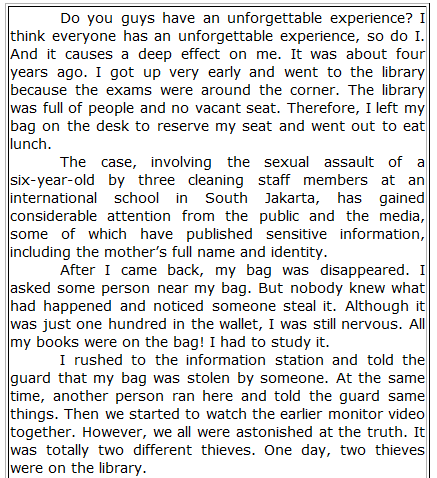 Do you guys have an unforgettable experience? I
think everyone has an unforgettable experience, so do I.
And it causes a deep effect on me. It was about four
years ago. I got up very early and went to the library
because the exams were around the corner. The library
was full of people and no vacant seat. Therefore, I left my
bag on the desk to reserve my seat and went out to eat
lunch.
The case, involving the sexual assault of a
six-year-old by three cleaning staff members at an
international school in South Jakarta, has gained
considerable attention from the public and the media,
some of which have published sensitive information,
including the mother’s full name and identity.
After I came back, my bag was disappeared. I
asked some person near my bag. But nobody knew what
had happened and noticed someone steal it. Although it
was just one hundred in the wallet, I was still nervous. All
my books were on the bag! I had to study it.
I rushed to the information station and told the
guard that my bag was stolen by someone. At the same
time, another person ran here and told the guard same
things. Then we started to watch the earlier monitor video
together. However, we all were astonished at the truth. It
was totally two different thieves. One day, two thieves
were on the library.